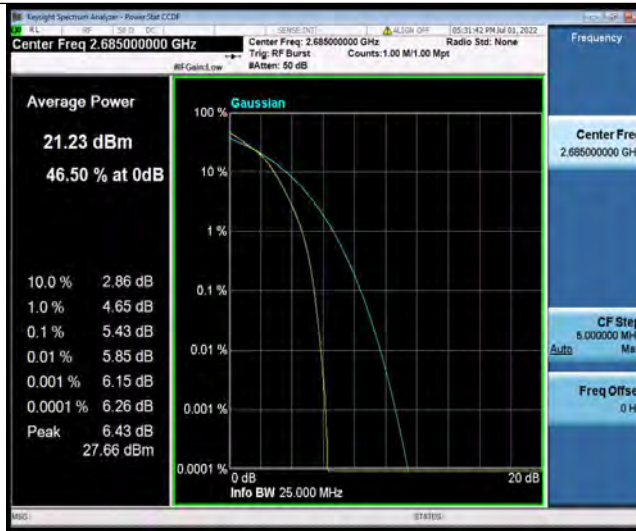 Keysight Spectrum Analyzer - Power Stat CCDF
RL RF 50 Ω DC SENSE:INT ALIGN OFF 05:31:42 PM Jul 01, 2022
Center Freq 2.685000000 GHz
Center Freq: 2.685000000 GHz Radio Std: None
Trig: RF Burst Counts:1.00 M/1.00 Mpt
#IFGain:Low #Atten: 50 dB
Frequency
Average Power
21.23 dBm
46.50 % at 0dB
10.0 % 2.86 dB
1.0 % 4.65 dB
0.1 % 5.43 dB
0.01 % 5.85 dB
0.001 % 6.15 dB
0.0001 % 6.26 dB
Peak 6.43 dB
27.66 dBm
Gaussian
100 %
10 %
1 %
0.1 %
0.01 %
0.001 %
0.0001 %
0 dB 20 dB
Info BW 25.000 MHz
Center Fre
2.685000000 GH
CF Step
5.000000 MH
Auto Ma
Freq Offse
0 H
MSG STATUS